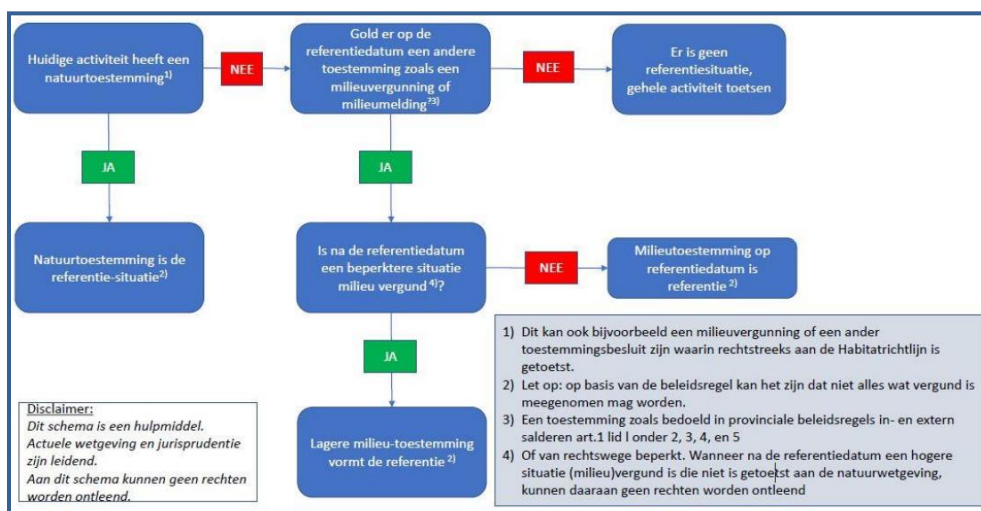 Huidige activiteit heeft een
natuurtoestemming1)
NEE
Gold er op de
referentiedatum een andere
toestemming zoals een
milieuvergunning of
milieumelding?3)
NEE
Er is geen
referentiesituatie,
gehele activiteit toetsen
JA
JA
Natuurtoestemming is de
referentie-situatie2)
Is na de referentiedatum
een beperktere situatie
milieu vergund 4)?
NEE
Milieutoestemming op
referentiedatum is
referentie 2)
JA
Lagere milieu-toestemming
vormt de referentie 2)
Disclaimer:
Dit schema is een hulpmiddel.
Actuele wetgeving en jurisprudentie
zijn leidend.
Aan dit schema kunnen geen rechten
worden ontleend.
1) Dit kan ook bijvoorbeeld een milieuvergunning of een ander
toestemmingsbesluit zijn waarin rechtstreeks aan de Habitatrichtlijn is
getoetst.
2) Let op: op basis van de beleidsregel kan het zijn dat niet alles wat vergund is
meegenomen mag worden.
3) Een toestemming zoals bedoeld in provinciale beleidsregels in- en extern
salderen art.1 lid l onder 2, 3, 4, en 5
4) Of van rechtswege beperkt. Wanneer na de referentiedatum een hogere
situatie (milieu)vergund is die niet is getoetst aan de natuurwetgeving,
kunnen daaraan geen rechten worden ontleend